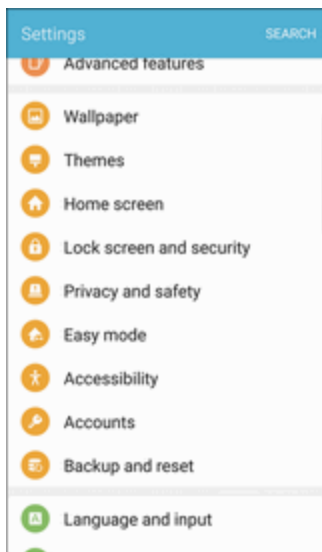 Settings
SEARCH
Advanced features
Wallpaper
Themes
Home screen
Lock screen and security
Privacy and safety
Easy mode
Accessibility
Accounts
Backup and reset
Language and input